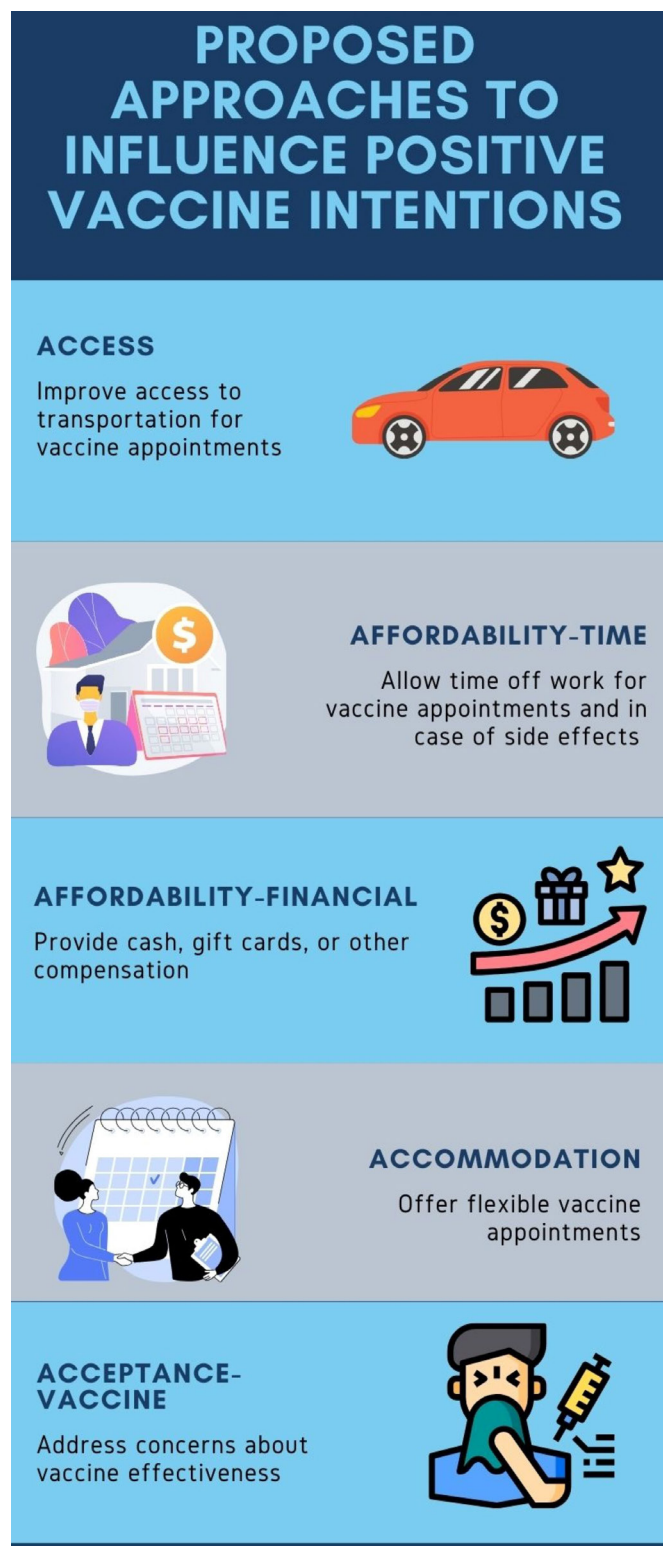 PROPOSED
APPROACHES TO
INFLUENCE POSITIVE
VACCINE INTENTIONS
ACCESS
Improve access to
transportation for
vaccine appointments
$
AFFORDABILITY-TIME
Allow time off work for
vaccine appointments and in
case of side effects
AFFORDABILITY-FINANCIAL
Provide cash, gift cards, or other
compensation
$
ACCOMMODATION
Offer flexible vaccine
appointments
ACCEPTANCE-
VACCINE
Address concerns about
vaccine effectiveness